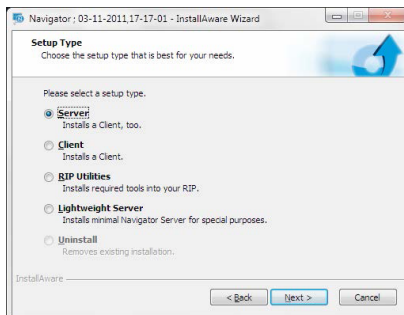 Navigator ; 03-11-2011,17-17-01 - InstallAware Wizard
Setup Type
Choose the setup type that is best for your needs.
Please select a setup type.
Server
Installs a Client, too.
Client
Installs a Client.
RIP Utilities
Installs required tools into your RIP.
Lightweight Server
Installs minimal Navigator Server for special purposes.
Uninstall
Removes existing installation.
InstallAware
< Back Next > Cancel